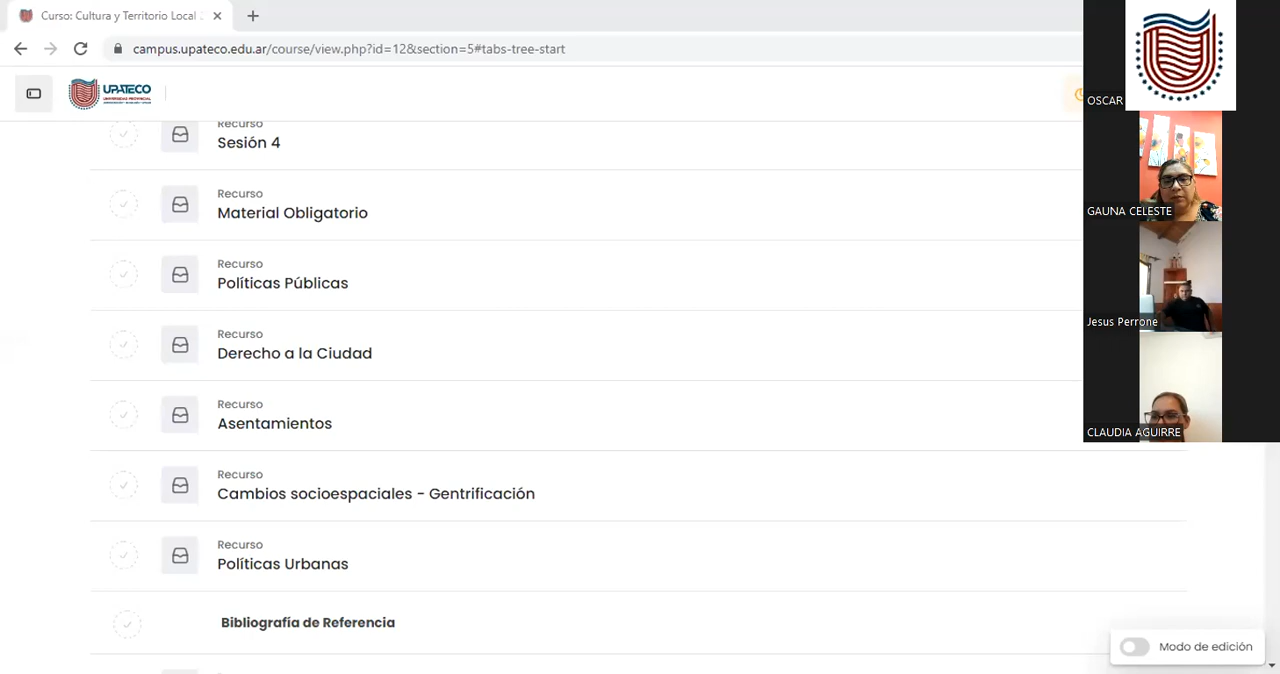 Curso: Cultura y Territorio Local
campus.upateco.edu.ar/course/view.php?id=12&section=5#tabs-tree-start
UPATECO
UNIVERSIDAD PROVINCIAL
Recurso
Sesión 4
Recurso
Material Obligatorio
Recurso
Políticas Públicas
Recurso
Derecho a la Ciudad
Recurso
Asentamientos
Recurso
Cambios socioespaciales - Gentrificación
Recurso
Políticas Urbanas
Bibliografía de Referencia
Modo de edición
OSCAR
GAUNA CELESTE
Jesus Perrone
CLAUDIA AGUIRRE